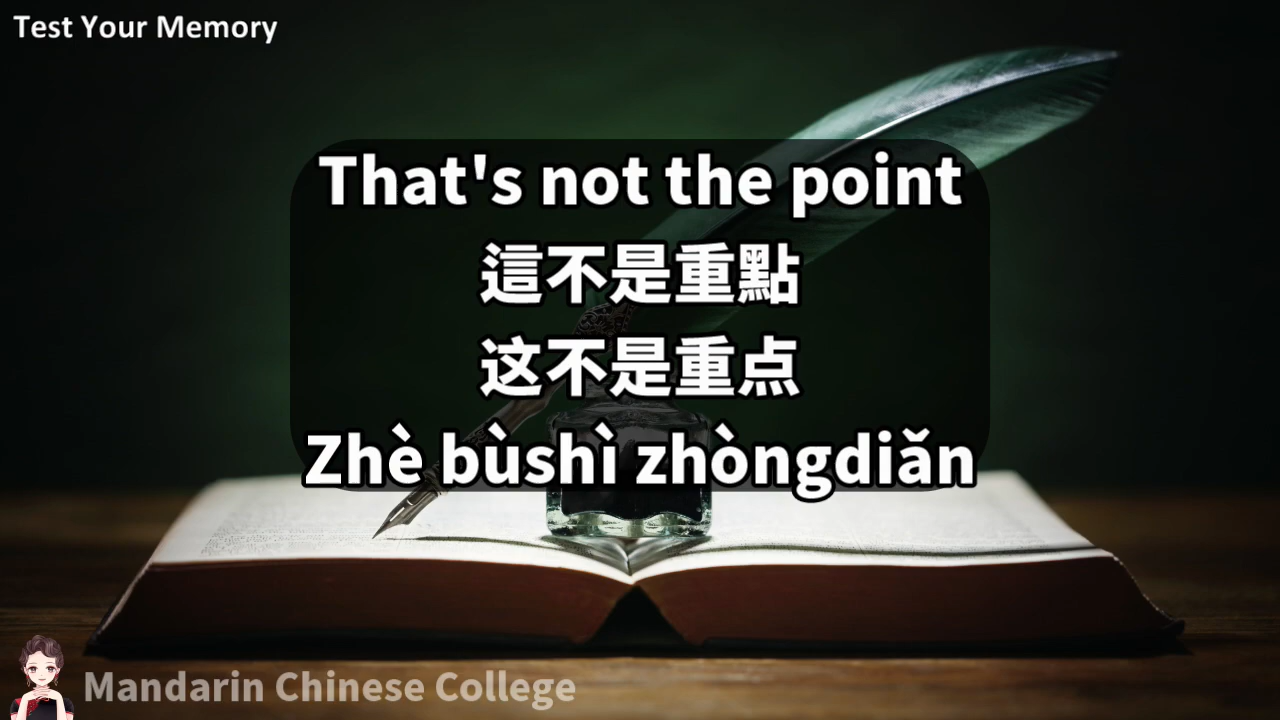 Test Your Memory
That's not the point
這不是重點
这不是重点
Zhè bùshì zhòngdiǎn
Mandarin Chinese College